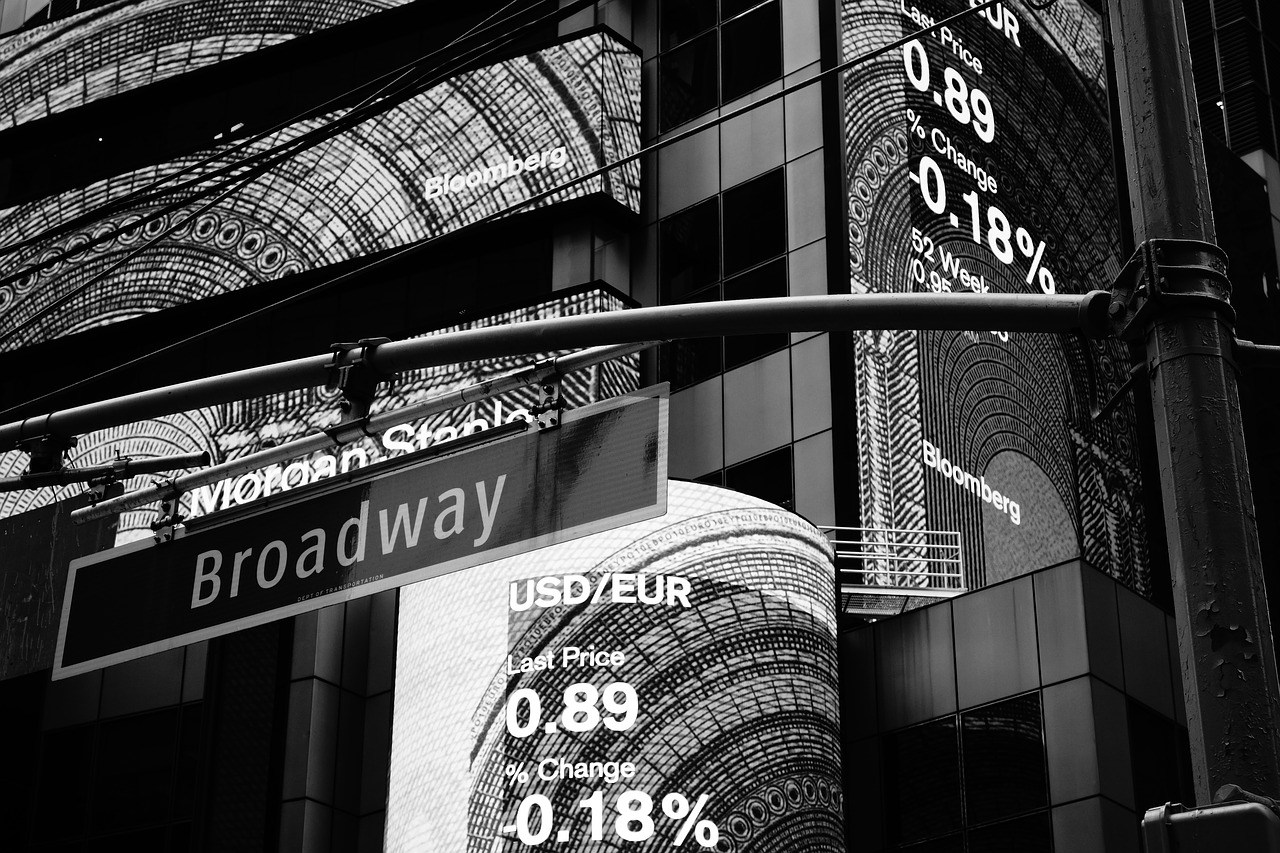 EUR
Last Price
0.89
% Change
-0.18%
52 Week
0.95
Bloomberg
Bloomberg
Morgan Stanle
Broadway
DEPT OF TRANSPORTATION
USD/EUR
Last Price
0.89
% Change
-0.18%